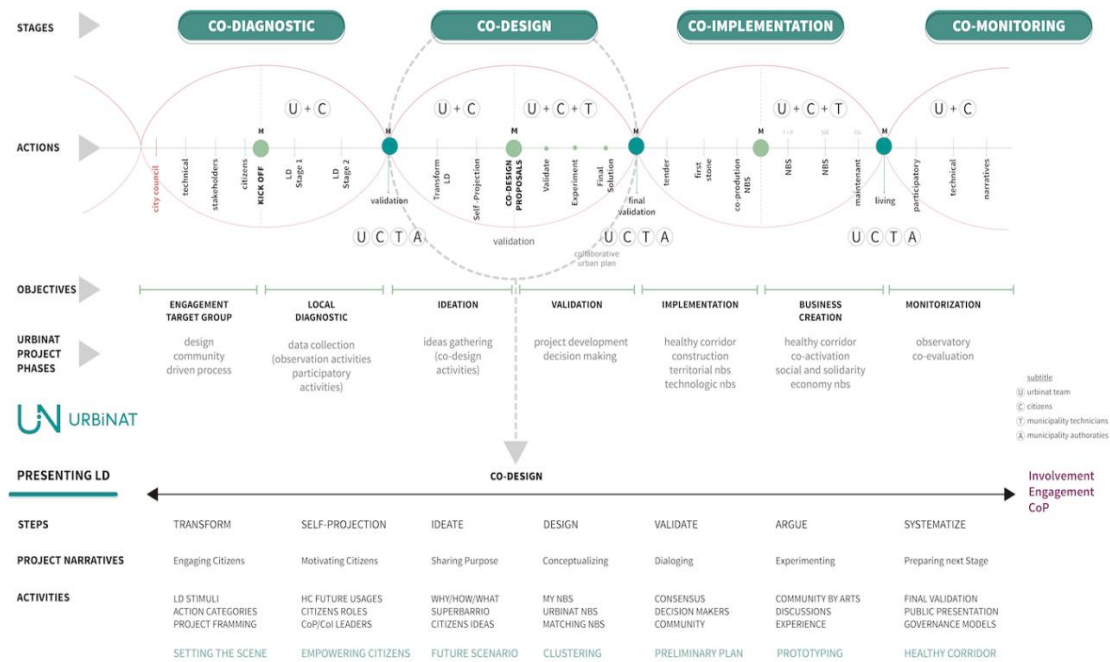 STAGES
CO-DIAGNOSTIC
CO-DESIGN
CO-IMPLEMENTATION
CO-MONITORING
U + C
U + C
U + C + T
U + C + T
U + C
ACTIONS
M
M
M
M
M
M
city council
technical
stakeholders
citizens
KICK OFF
LD
Stage 1
LD
Stage 2
validation
Transform
LD
Self -Projection
CO-DESIGN
PROPOSALS
Validate
Experiment
Final
Solution
final
validation
tender
first
stone
co-prodution
NBS
NBS
NBS
maintenant
living
participatory
technical
narratives
U C T A
validation
U C T A
collaborative
urban plan
U C T A
OBJECTIVES
ENGAGEMENT
TARGET GROUP
LOCAL
DIAGNOSTIC
IDEATION
VALIDATION
IMPLEMENTATION
BUSINESS
CREATION
MONITORIZATION
URBINAT
PROJECT
PHASES
design
community
driven process
data collection
(observation activities
participatory
activities)
ideas gathering
(co-design
activities)
project development
decision making
healthy corridor
construction
territorial nbs
technologic nbs
healthy corridor
co-activation
social and solidarity
economy nbs
observatory
co-evaluation
subtitle
U urbinat team
C citizens
T municipality technicians
A municipality authoraties
UN URBiNAT
PRESENTING LD
CO-DESIGN
Involvement
Engagement
CoP
STEPS
TRANSFORM
SELF-PROJECTION
IDEATE
DESIGN
VALIDATE
ARGUE
SYSTEMATIZE
PROJECT NARRATIVES
Engaging Citizens
Motivating Citizens
Sharing Purpose
Conceptualizing
Dialoging
Experimenting
Preparing next Stage
ACTIVITIES
LD STIMULI
ACTION CATEGORIES
PROJECT FRAMMING
HC FUTURE USAGES
CITIZENS ROLES
CoP/CoI LEADERS
WHY/HOW/WHAT
SUPERBARRIO
CITIZENS IDEAS
MY NBS
URBINAT NBS
MATCHING NBS
CONSENSUS
DECISION MAKERS
COMMUNITY
COMMUNITY BY ARTS
DISCUSSIONS
EXPERIENCE
FINAL VALIDATION
PUBLIC PRESENTATION
GOVERNANCE MODELS
SETTING THE SCENE
EMPOWERING CITIZENS
FUTURE SCENARIO
CLUSTERING
PRELIMINARY PLAN
PROTOTYPING
HEALTHY CORRIDOR